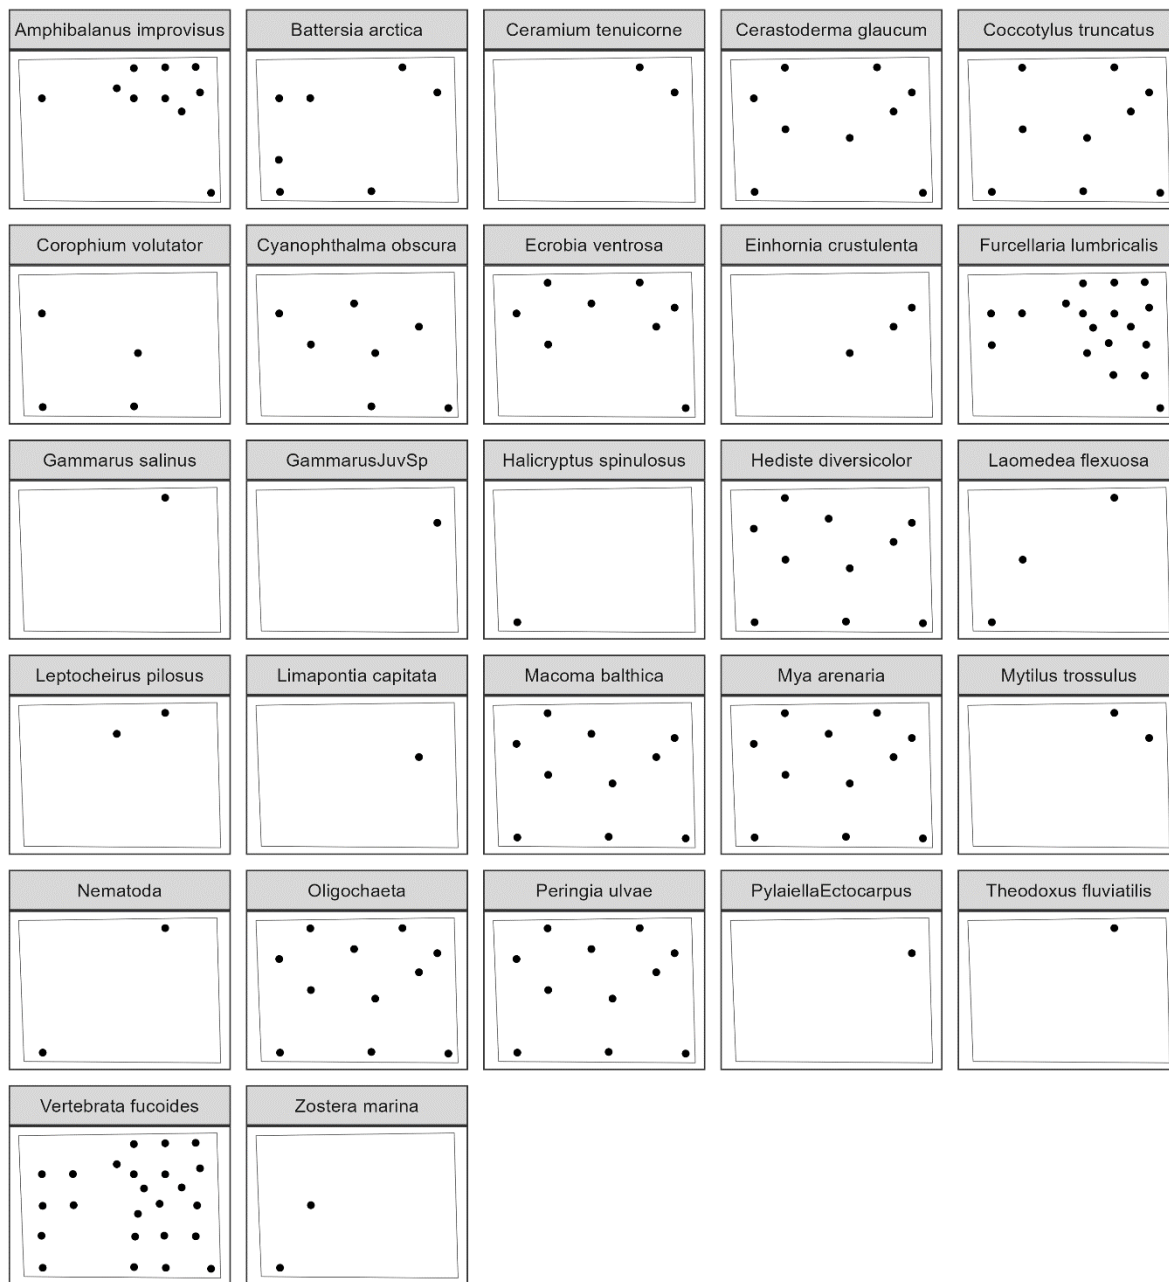 Amphibalanus improvisus
Battersia arctica
Ceramium tenuicorne
Cerastoderma glaucum
Coccotylus truncatus
Corophium volutator
Cyanophthalma obscura
Ecrobia ventrosa
Einhornia crustulenta
Furcellaria lumbricalis
Gammarus salinus
GammarusJuvSp
Halicryptus spinulosus
Hediste diversicolor
Laomedea flexuosa
Leptocheirus pilosus
Limapontia capitata
Macoma balthica
Mya arenaria
Mytilus trossulus
Nematoda
Oligochaeta
Peringia ulvae
PylaiellaEctocarpus
Theodoxus fluviatilis
Vertebrata fucoides
Zostera marina